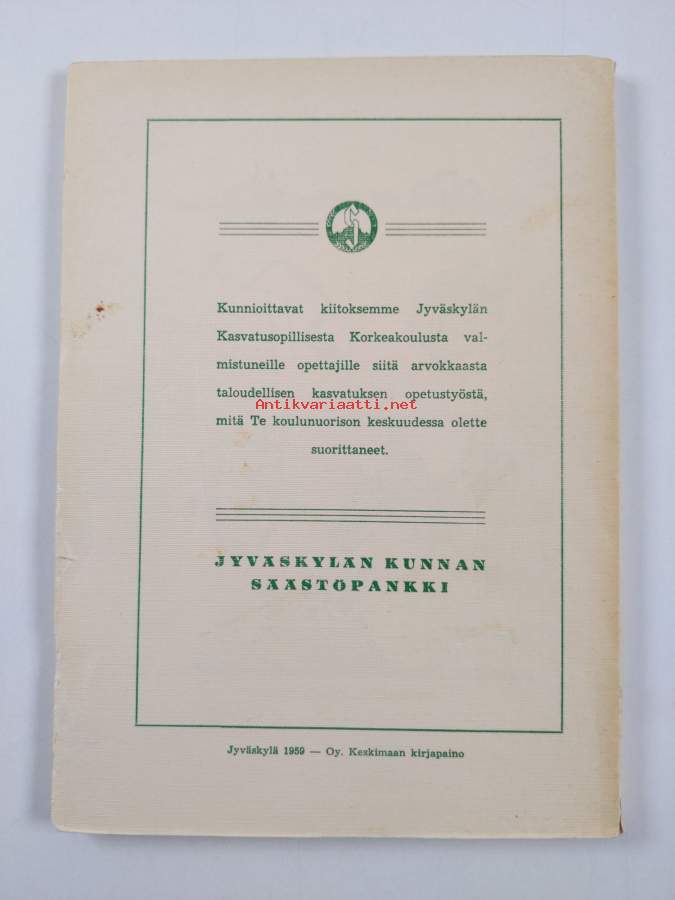 Kunnioittavat kiitoksemme Jyväskylän
Kasvatusopillisesta Korkeakoulusta val-
mistuneille opettajille siitä arvokkaasta
taloudellisen kasvatuksen opetustyöstä,
Antikvariaatti.net
mitä Te koulunuorison keskuudessa olette
suorittaneet.
JYVÄSKYLÄN KUNNAN
SÄÄSTÖPANKKI
Jyväskylä 1959 — Oy. Keskimaan kirjapaino